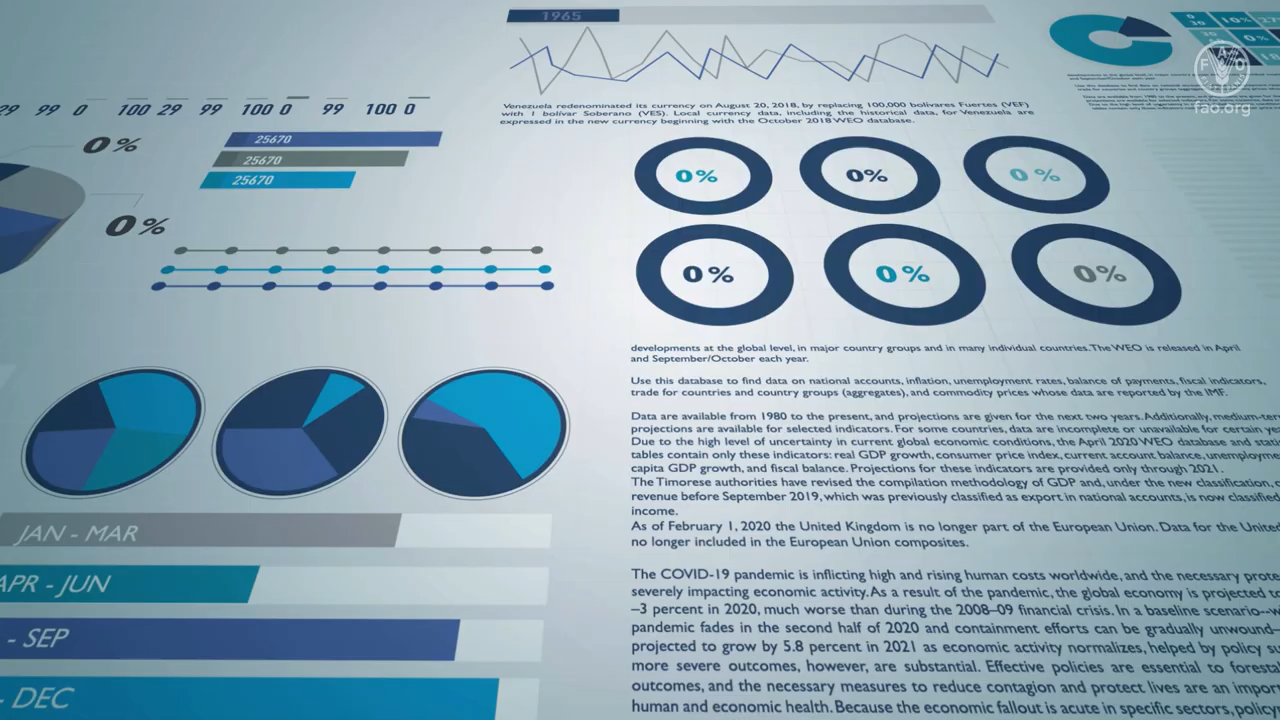 1965
Venezuela redenominated its currency on August 20, 2018, by replacing 100,000 bolivares Fuertes (VEF)
with 1 bolívar Soberano (VES). Local currency data, including the historical data, for Venezuela are
expressed in the new currency beginning with the October 2018 WEO database.
10%
0%
FAO
fao.org
29 99 0 100 29 99 100 0 99 100 0
0%
25670
25670
25670
0%
0% 0% 0%
0% 0% 0%
developments at the global level, in major country groups and in many individual countries. The WEO is released in April
and September/October each year.
Use this database to find data on national accounts, inflation, unemployment rates, balance of payments, fiscal indicators,
trade for countries and country groups (aggregates), and commodity prices whose data are reported by the IMF.
Data are available from 1980 to the present, and projections are given for the next two years. Additionally, medium-ter
projections are available for selected indicators. For some countries, data are incomplete or unavailable for certain ye
Due to the high level of uncertainty in current global economic conditions, the April 2020 WEO database and stati
tables contain only these indicators: real GDP growth, consumer price index, current account balance, unemployme
capita GDP growth, and fiscal balance. Projections for these indicators are provided only through 2021.
The Timorese authorities have revised the compilation methodology of GDP and, under the new classification, o
revenue before September 2019, which was previously classified as export in national accounts, is now classified
income.
As of February 1, 2020 the United Kingdom is no longer part of the European Union. Data for the United
no longer included in the European Union composites.
The COVID-19 pandemic is inflicting high and rising human costs worldwide, and the necessary prote
severely impacting economic activity. As a result of the pandemic, the global economy is projected to
–3 percent in 2020, much worse than during the 2008–09 financial crisis. In a baseline scenario--w
pandemic fades in the second half of 2020 and containment efforts can be gradually unwound—
projected to grow by 5.8 percent in 2021 as economic activity normalizes, helped by policy su
more severe outcomes, however, are substantial. Effective policies are essential to foresta
outcomes, and the necessary measures to reduce contagion and protect lives are an impor
human and economic health. Because the economic fallout is acute in specific sectors, policy
JAN - MAR
APR - JUN
- SEP
- DEC